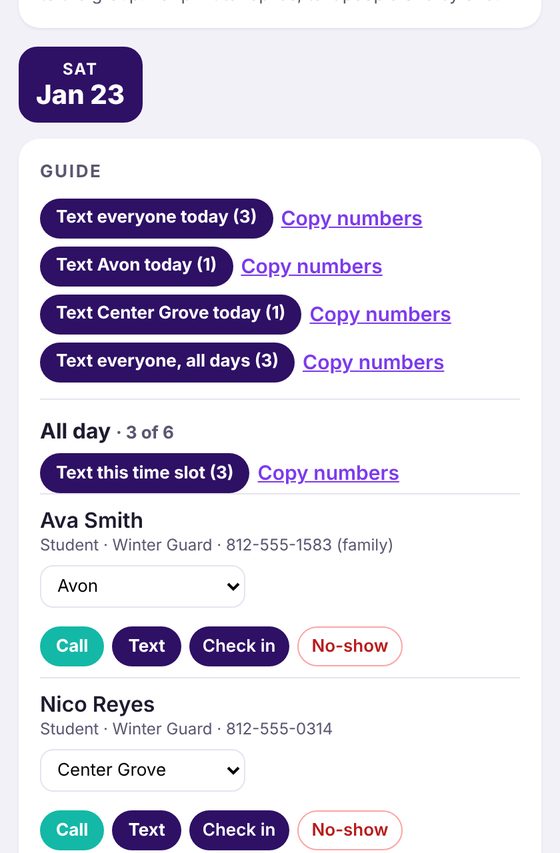 SAT
Jan 23
GUIDE
Text everyone today (3) Copy numbers
Text Avon today (1) Copy numbers
Text Center Grove today (1) Copy numbers
Text everyone, all days (3) Copy numbers
All day · 3 of 6
Text this time slot (3) Copy numbers
Ava Smith
Student · Winter Guard · 812-555-1583 (family)
Avon
Call Text Check in No-show
Nico Reyes
Student · Winter Guard · 812-555-0314
Center Grove
Call Text Check in No-show